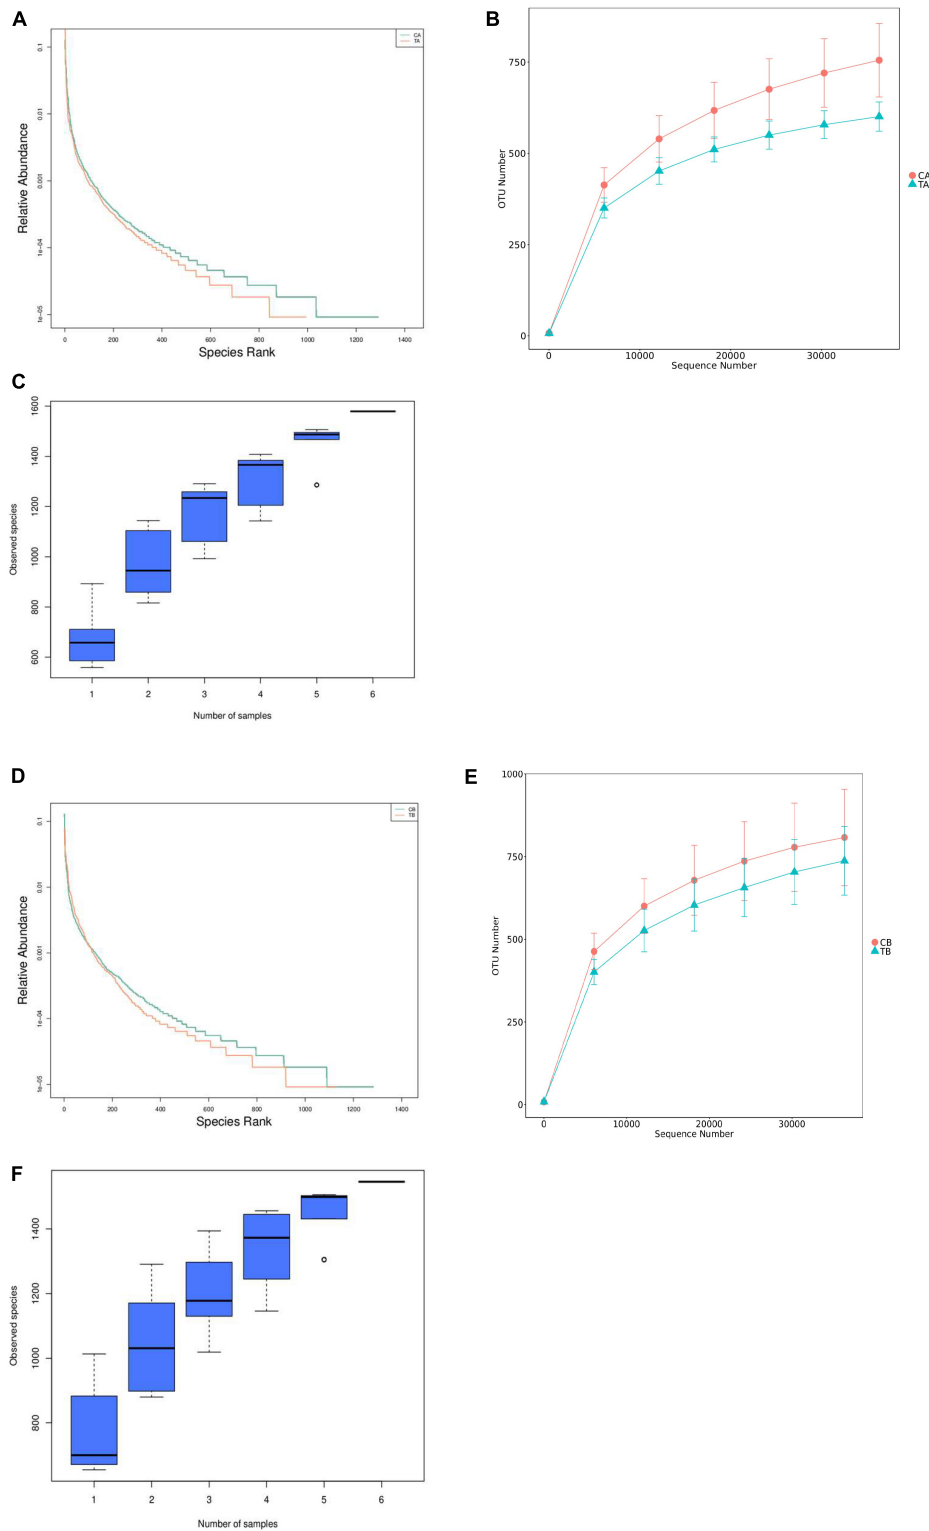 A
CA
TA
0.1
0.01
0.001
1e-04
1e-05
Relative Abundance
0 200 400 600 800 1000 1200 1400
Species Rank
B
750
500
250
0
OTU Number
0 10000 20000 30000
Sequence Number
CA
TA
C
1600
1400
1200
1000
800
600
Observed species
1 2 3 4 5 6
Number of samples
D
CB
TB
0.1
0.01
0.001
1e-04
1e-05
Relative Abundance
0 200 400 600 800 1000 1200 1400
Species Rank
E
1000
750
500
250
0
OTU Number
0 10000 20000 30000
Sequence Number
CB
TB
F
1400
1200
1000
800
Observed species
1 2 3 4 5 6
Number of samples